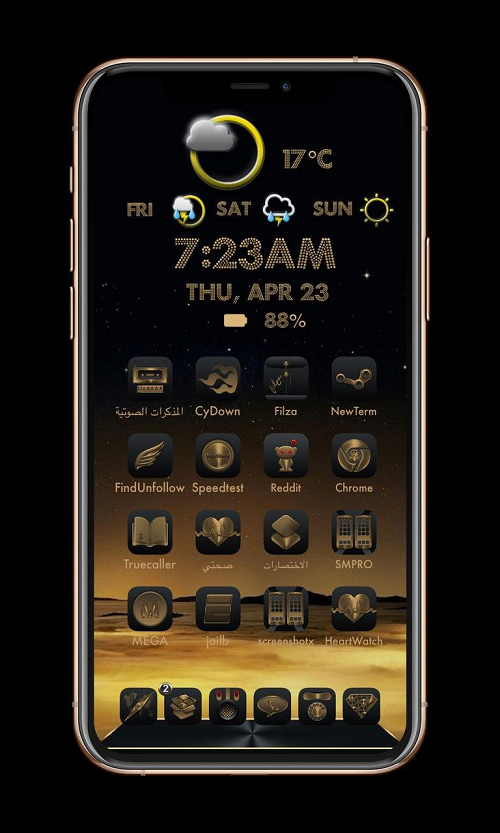 17°C
FRI SAT SUN
7:23AM
THU, APR 23
88%
المذكرات الصوتية CyDown Filza NewTerm
FindUnfollow Speedtest Reddit Chrome
Truecaller صحتي الاختصارات SMPRO
MEGA jailb screenshotx HeartWatch
2